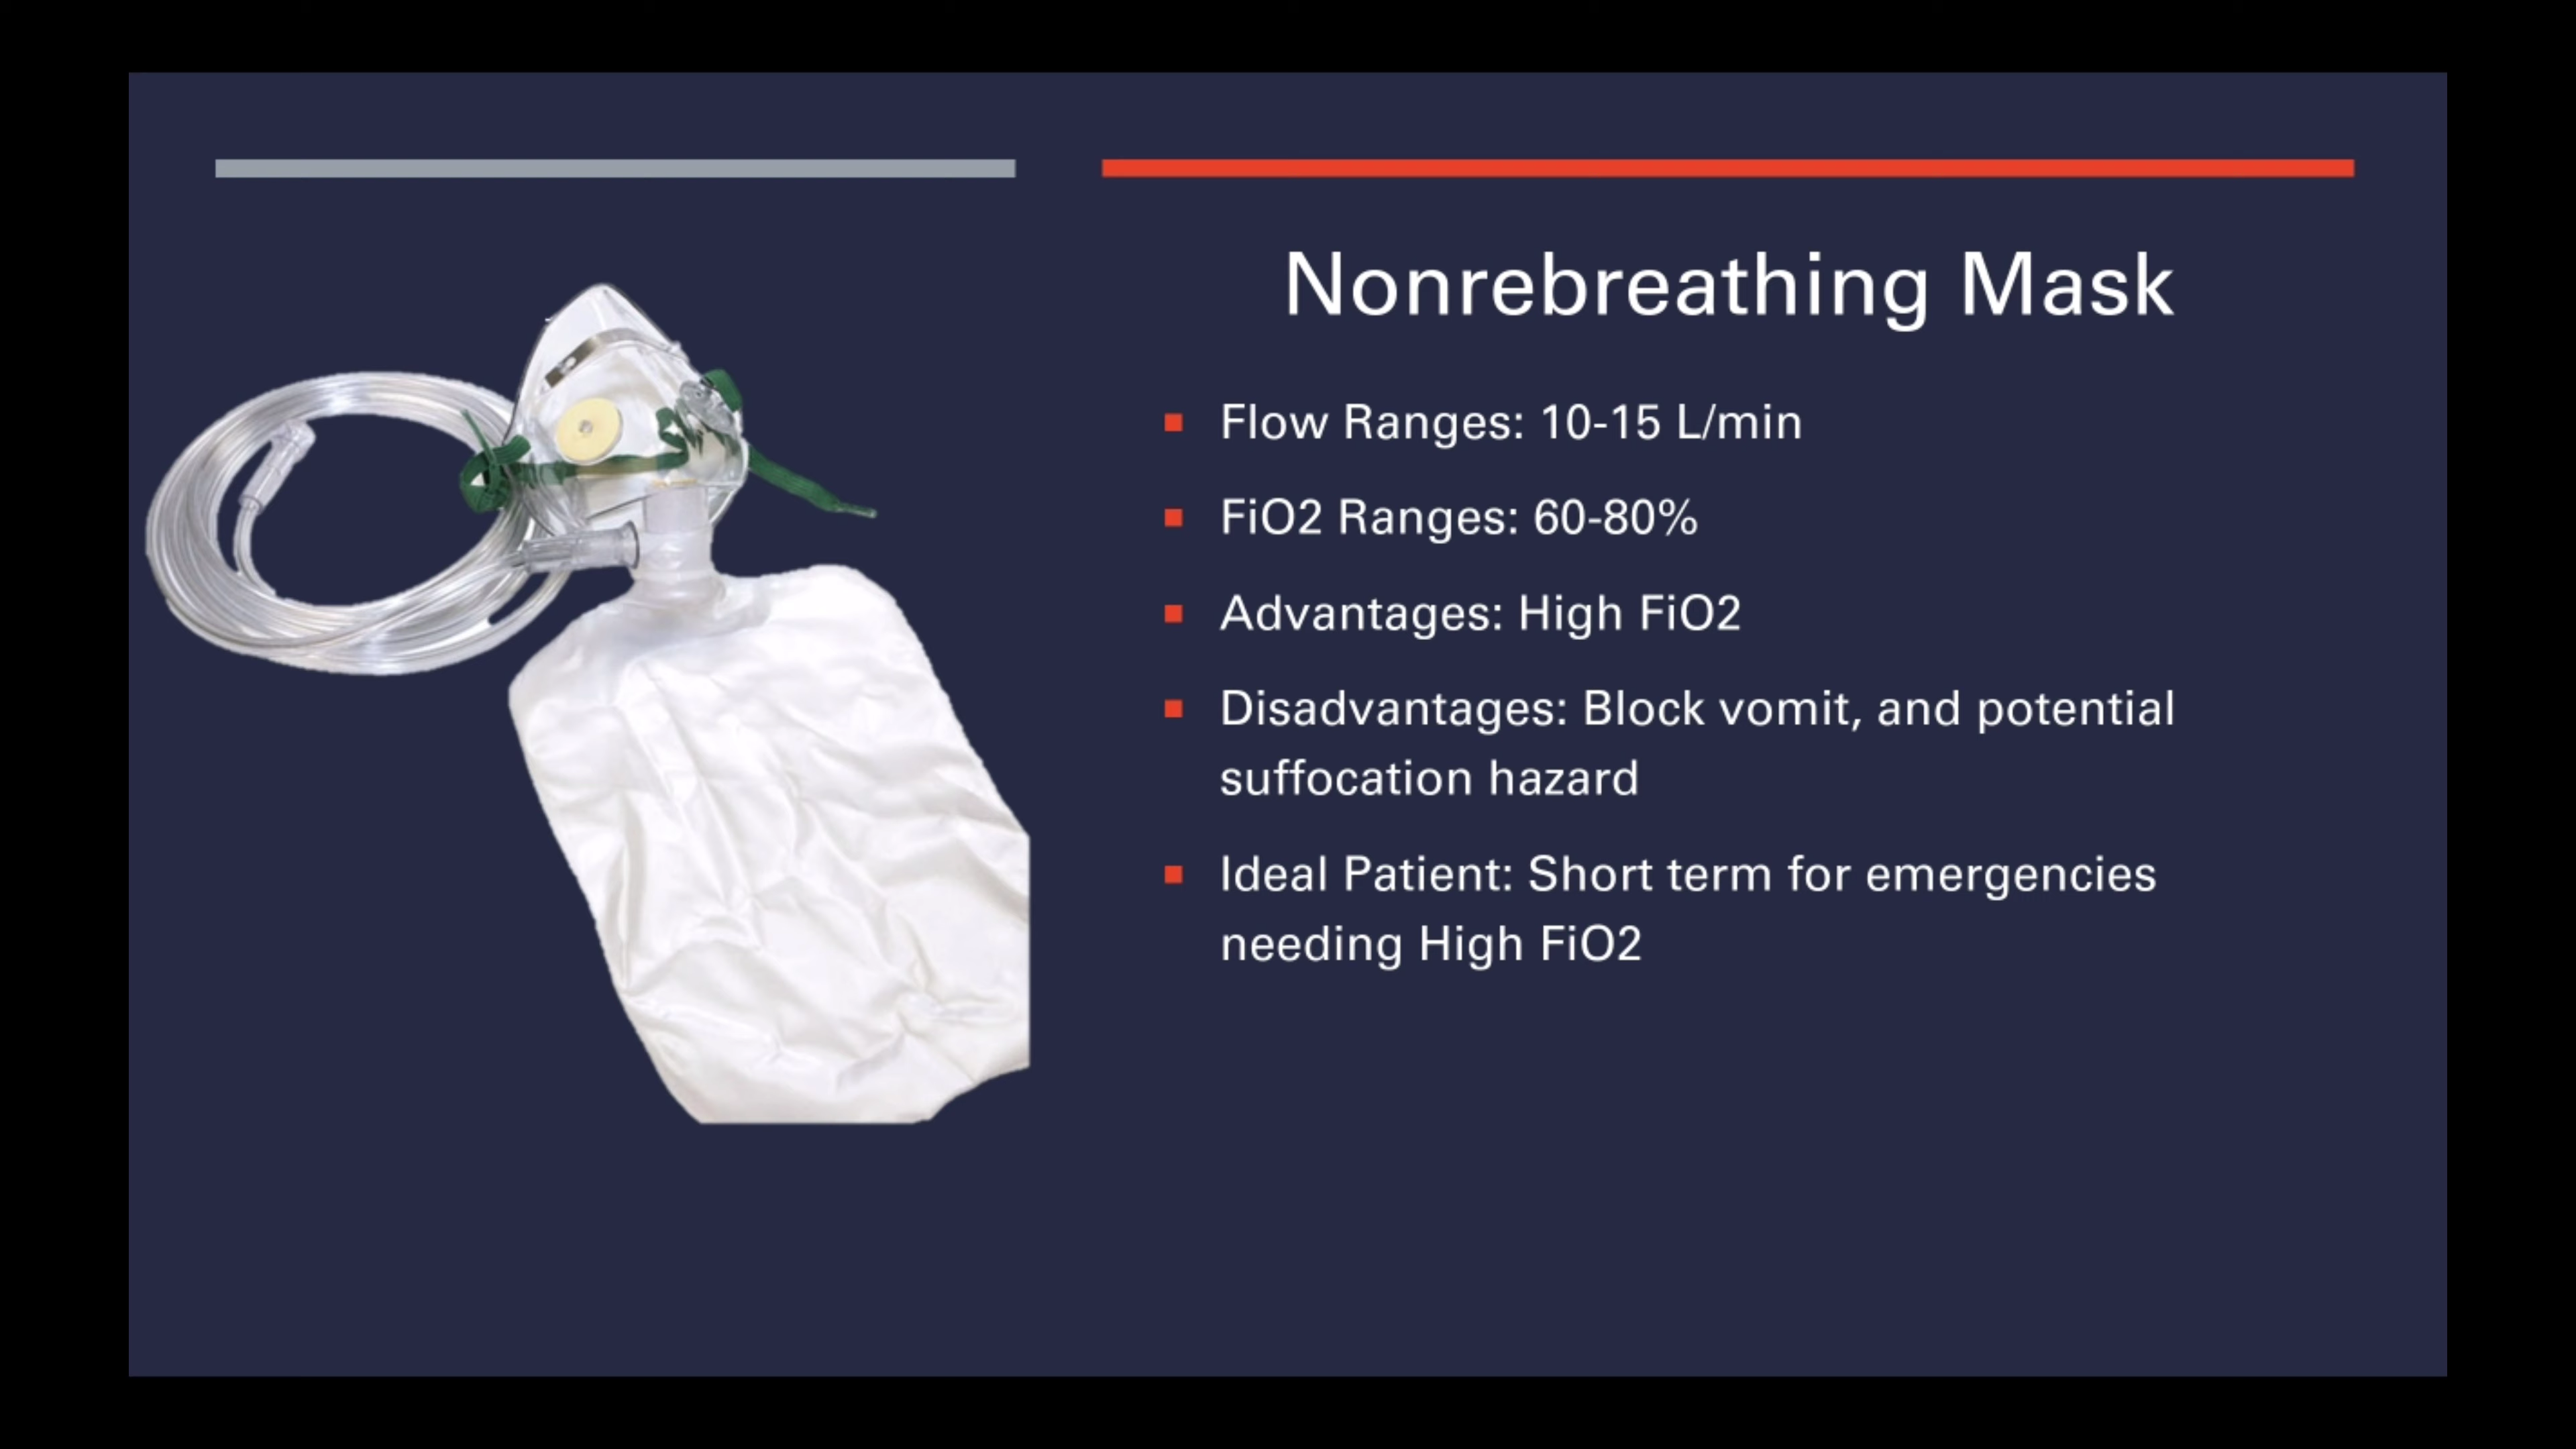 Nonrebreathing Mask
Flow Ranges: 10-15 L/min
FiO2 Ranges: 60-80%
Advantages: High FiO2
Disadvantages: Block vomit, and potential
suffocation hazard
Ideal Patient: Short term for emergencies
needing High FiO2